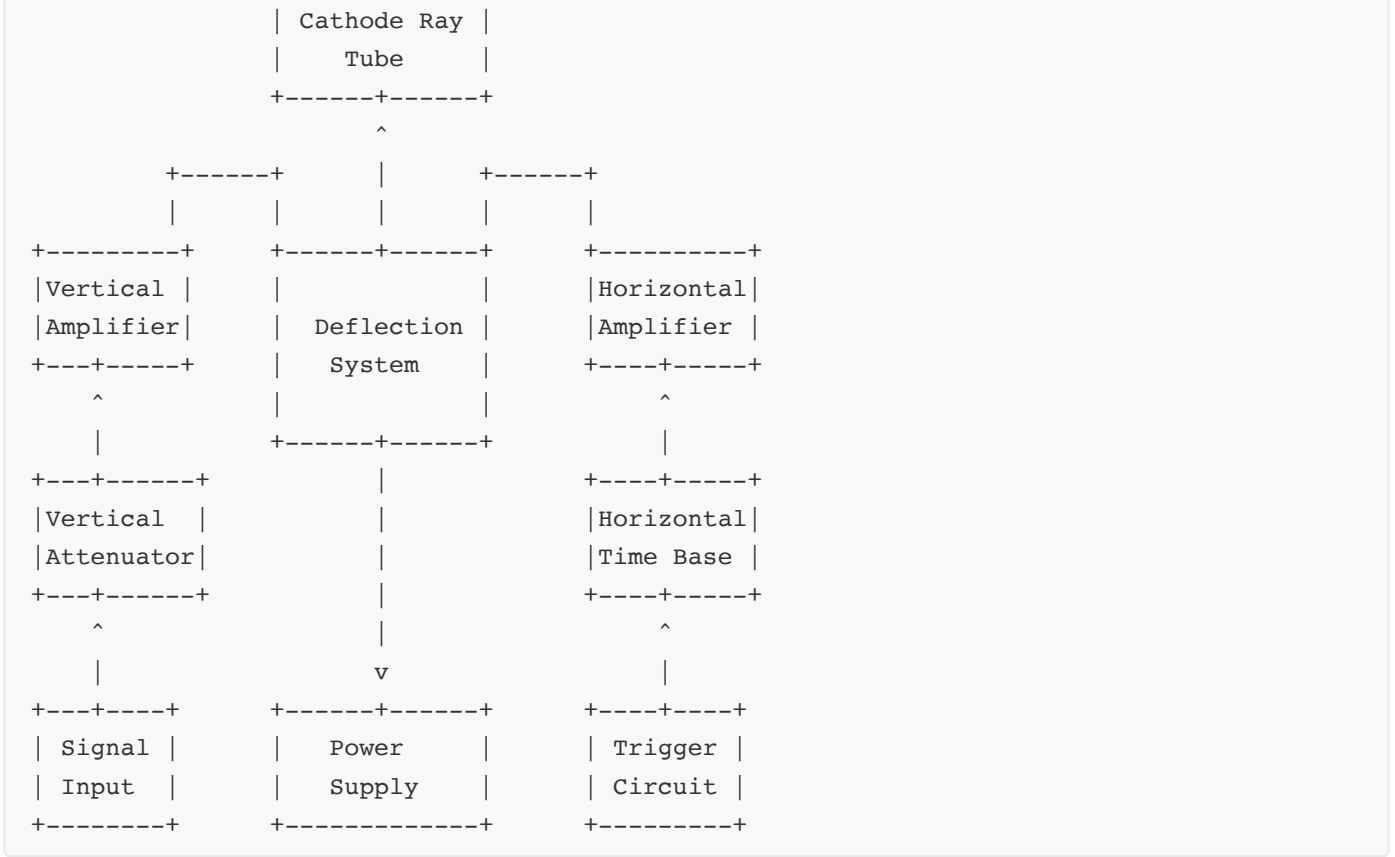 | Cathode Ray |
                |    Tube     |
                +------+------+
                       ^
         +------+      |      +------+
         |      |      |      |      |
+---------+     +------+------+      +----------+
|Vertical |     |             |      |Horizontal|
|Amplifier|     |  Deflection |      |Amplifier |
+---+-----+     |   System    |      +----+-----+
    ^           |             |           ^
    |           +------+------+           |
+---+------+           |             +----+-----+
|Vertical  |           |             |Horizontal|
|Attenuator|           |             |Time Base |
+---+------+           |             +----+-----+
    ^                  |                  ^
    |                  v                  |
+---+----+      +------+------+      +----+----+
| Signal |      |   Power     |      | Trigger |
| Input  |      |   Supply    |      | Circuit |
+--------+      +-------------+      +---------+